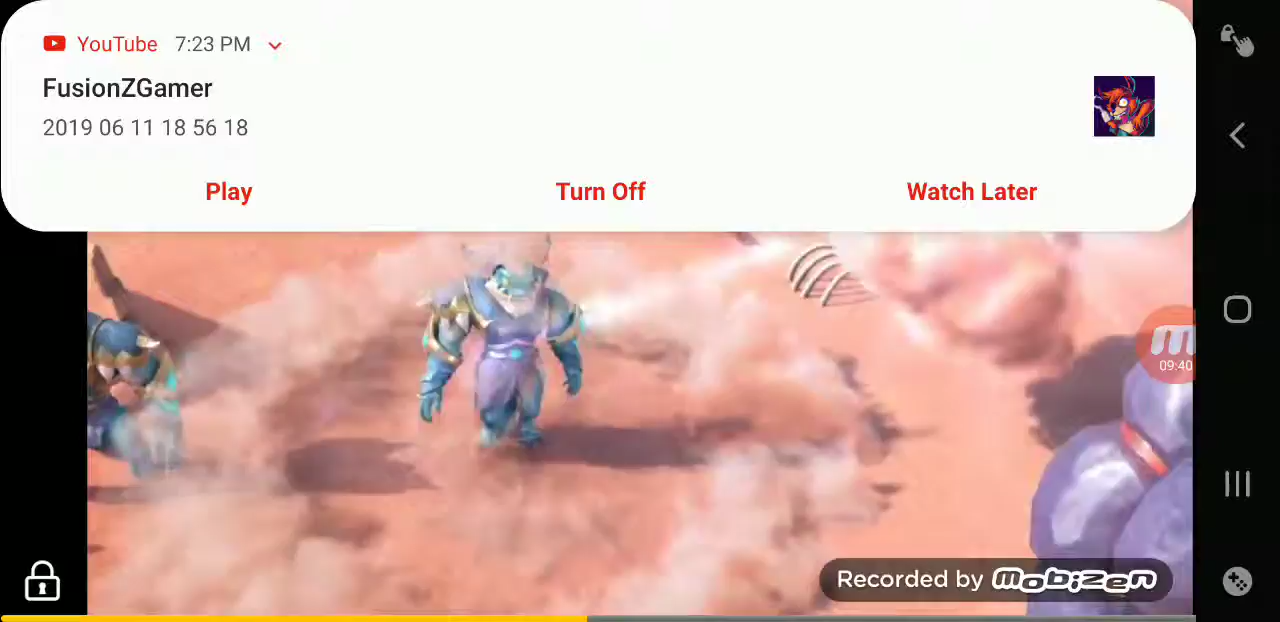 YouTube 7:23 PM
FusionZGamer
2019 06 11 18 56 18
Play Turn Off Watch Later
09:40
Recorded by mobizen